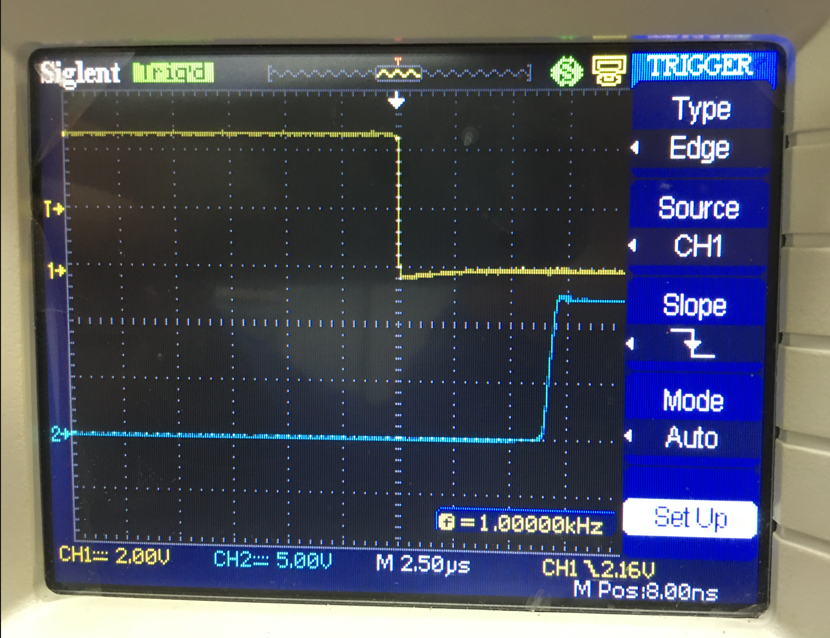 Siglent Trig'd TRIGGER
Type
Edge
Source
CH1
Slope
Mode
Auto
Set Up
T
T
1
2
f = 1.00000kHz
CH1 2.00V CH2 5.00V M 2.50µs CH1 2.16V
M Pos:8.00ns